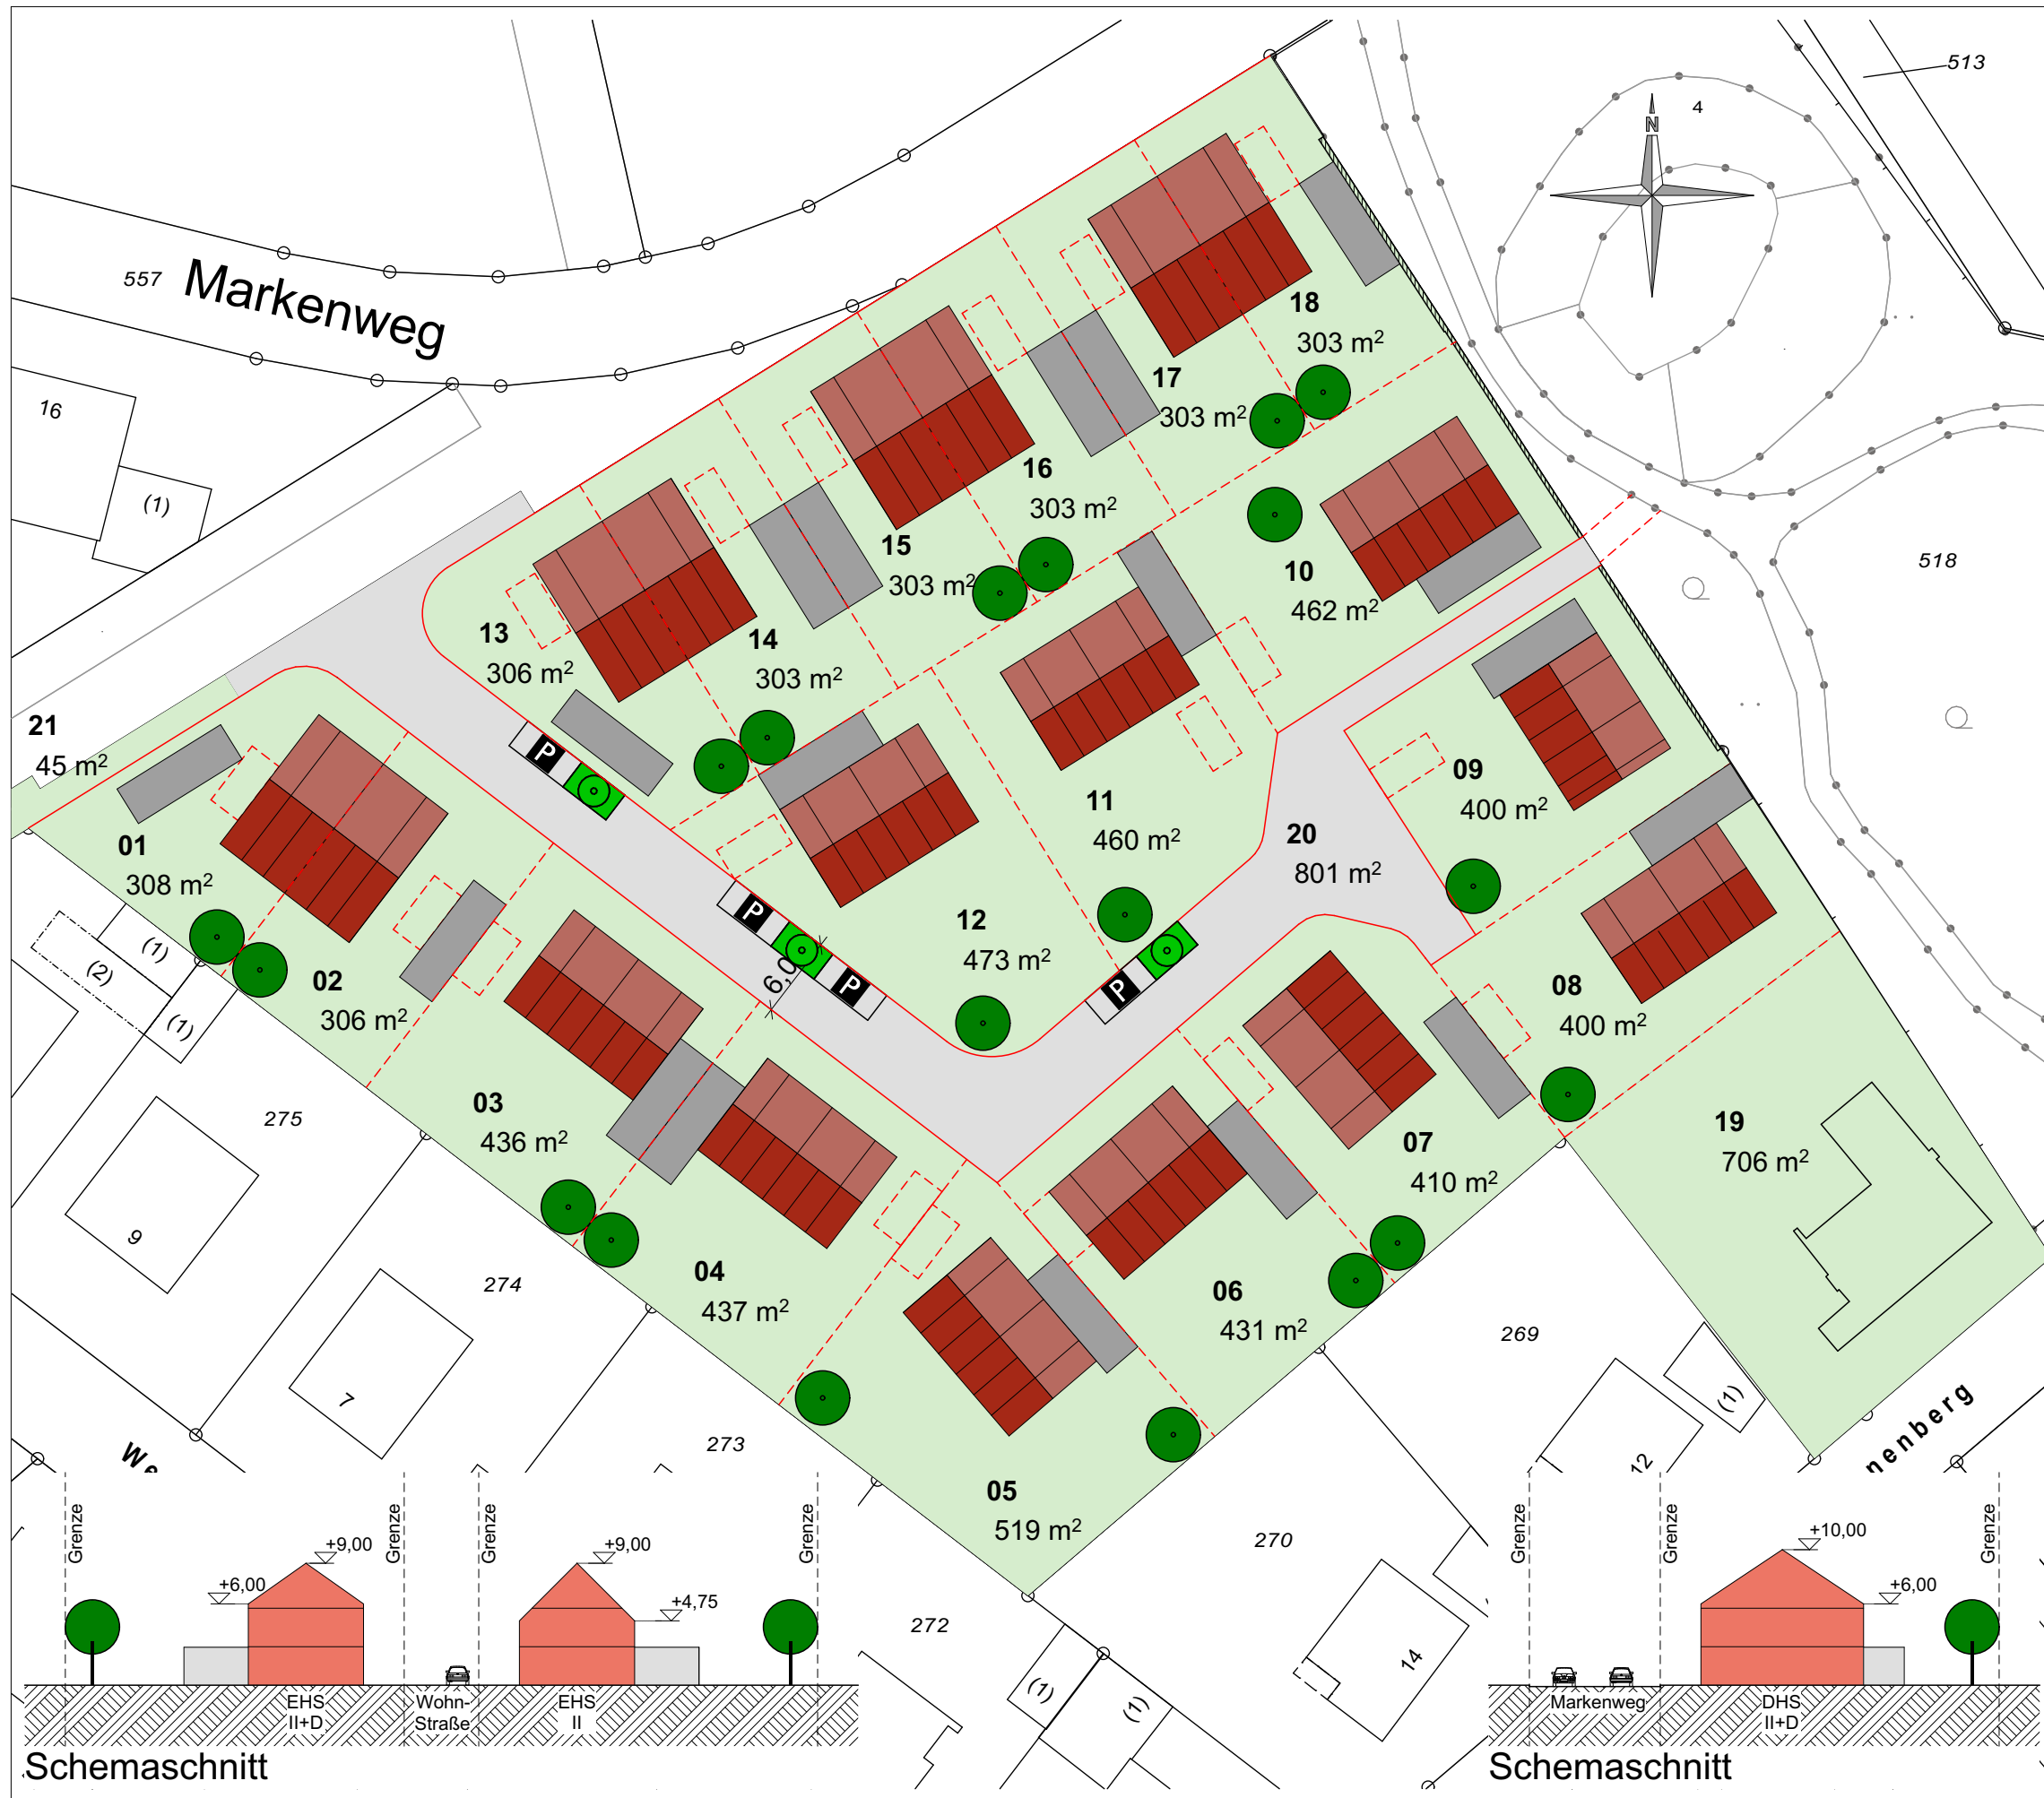 513
4
N
557
Markenweg
16
(1)
18
303 m²
17
303 m²
16
303 m²
15
303 m²
10
462 m²
518
13
306 m²
14
303 m²
21
45 m²
P
09
400 m²
11
460 m²
20
801 m²
01
308 m²
P
12
473 m²
6,0
P
P
(1)
(2)
(1)
02
306 m²
08
400 m²
275
03
436 m²
07
410 m²
19
706 m²
9
274
04
437 m²
06
431 m²
269
7
273
(1)
12
nenberg
We
05
519 m²
270
272
14
(1)
(1)
Grenze
Grenze
Grenze
Grenze
+9,00
+6,00
+9,00
+4,75
EHS
II+D
Wohn-
Straße
EHS
II
Schemaschnitt
Grenze
Grenze
Grenze
+10,00
+6,00
Markenweg
DHS
II+D
Schemaschnitt